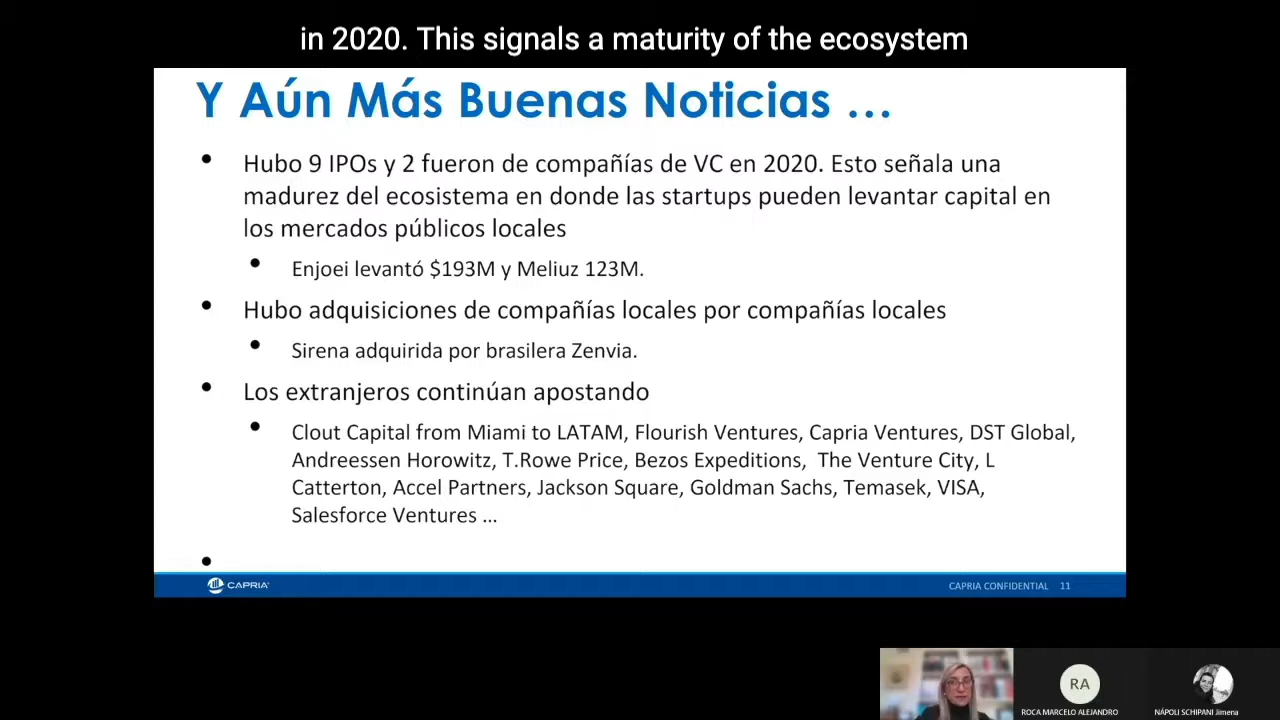 in 2020. This signals a maturity of the ecosystem
Y Aún Más Buenas Noticias ...
• Hubo 9 IPOs y 2 fueron de compañías de VC en 2020. Esto señala una
madurez del ecosistema en donde las startups pueden levantar capital en
los mercados públicos locales
• Enjoei levantó $193M y Meliuz 123M.
• Hubo adquisiciones de compañías locales por compañías locales
• Sirena adquirida por brasilera Zenvia.
• Los extranjeros continúan apostando
• Clout Capital from Miami to LATAM, Flourish Ventures, Capria Ventures, DST Global,
Andreessen Horowitz, T.Rowe Price, Bezos Expeditions, The Venture City, L
Catterton, Accel Partners, Jackson Square, Goldman Sachs, Temasek, VISA,
Salesforce Ventures ...
•
CAPRIA CAPRIA CONFIDENTIAL 11
RA
ROCA MARCELO ALEJANDRO NÁPOLI SCHIPANI Jimena